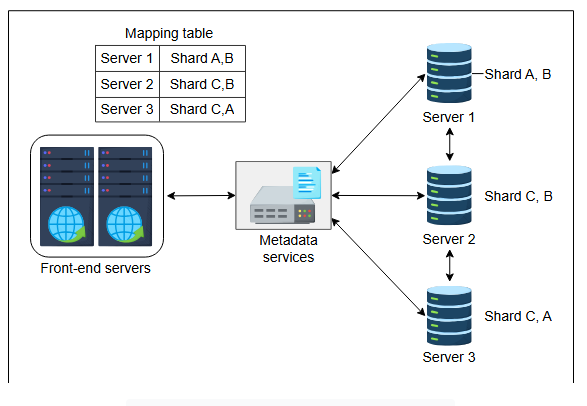 Mapping table
Server 1 Shard A,B
Server 2 Shard C,B
Server 3 Shard C,A
Front-end servers
Metadata
services
Shard A, B
Server 1
Shard C, B
Server 2
Shard C, A
Server 3